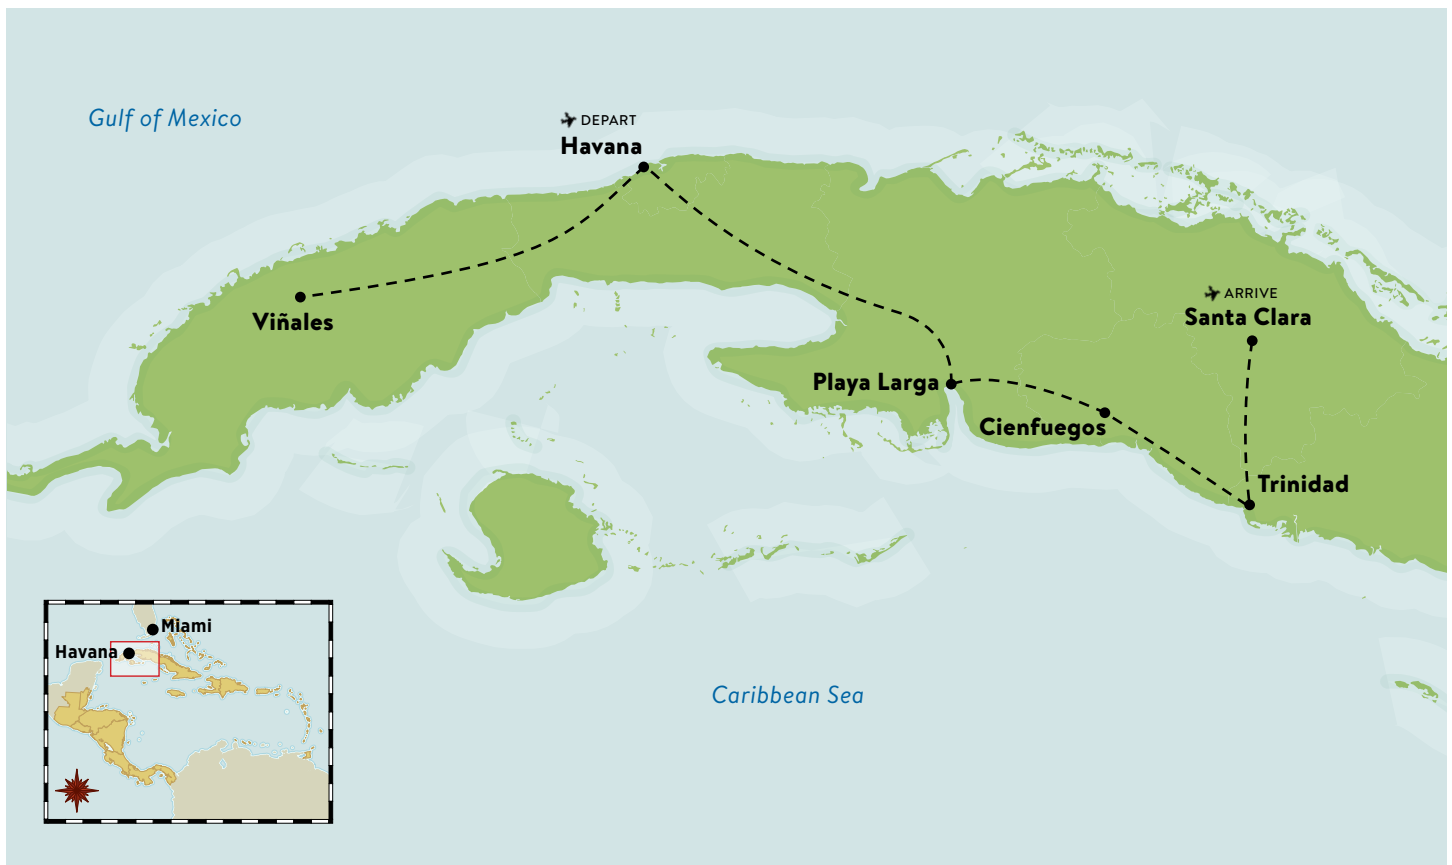 Gulf of Mexico
DEPART
Havana
Viñales
ARRIVE
Santa Clara
Playa Larga
Cienfuegos
Trinidad
Miami
Havana
Caribbean Sea